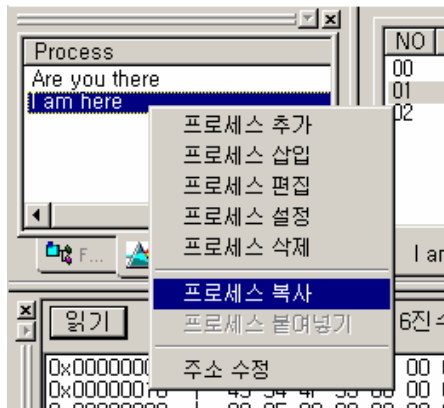 Process
NO
Are you there
00
I am here
01
02
프로세스 추가
프로세스 삽입
프로세스 편집
프로세스 설정
프로세스 삭제
F...
I am
프로세스 복사
읽기
프로세스 붙여넣기
6진수
주소 수정